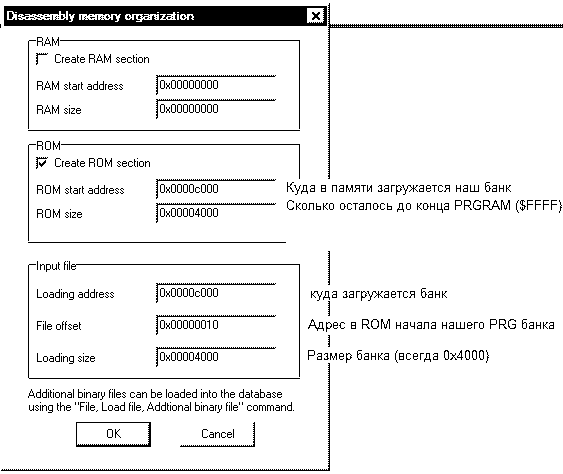 Disassembly memory organization
RAM
Create RAM section
RAM start address 0x00000000
RAM size 0x00000000
ROM
Create ROM section
ROM start address 0x0000c000 Куда в памяти загружается наш банк
ROM size 0x00004000 Сколько осталось до конца PRGRAM ($FFFF)
Input file
Loading address 0x0000c000 куда загружается банк
File offset 0x00000010 Адрес в ROM начала нашего PRG банка
Loading size 0x00004000 Размер банка (всегда 0x4000)
Additional binary files can be loaded into the database
using the "File, Load file, Addtional binary file" command.
OK Cancel